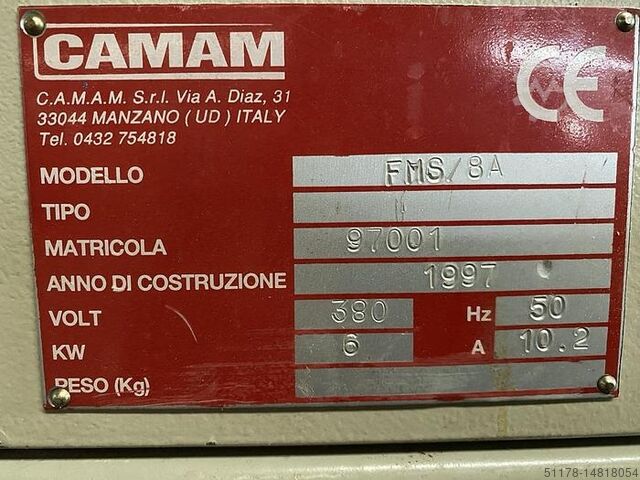 CAMAM
CE
C.A.M.A.M. S.r.l. Via A. Diaz, 31
33044 MANZANO ( UD ) ITALY
Tel. 0432 754818
MODELLO FMS/8A
TIPO
MATRICOLA 97001
ANNO DI COSTRUZIONE 1997
VOLT 380 Hz 50
KW 6 A 10.2
PESO (Kg)
51178-14818054